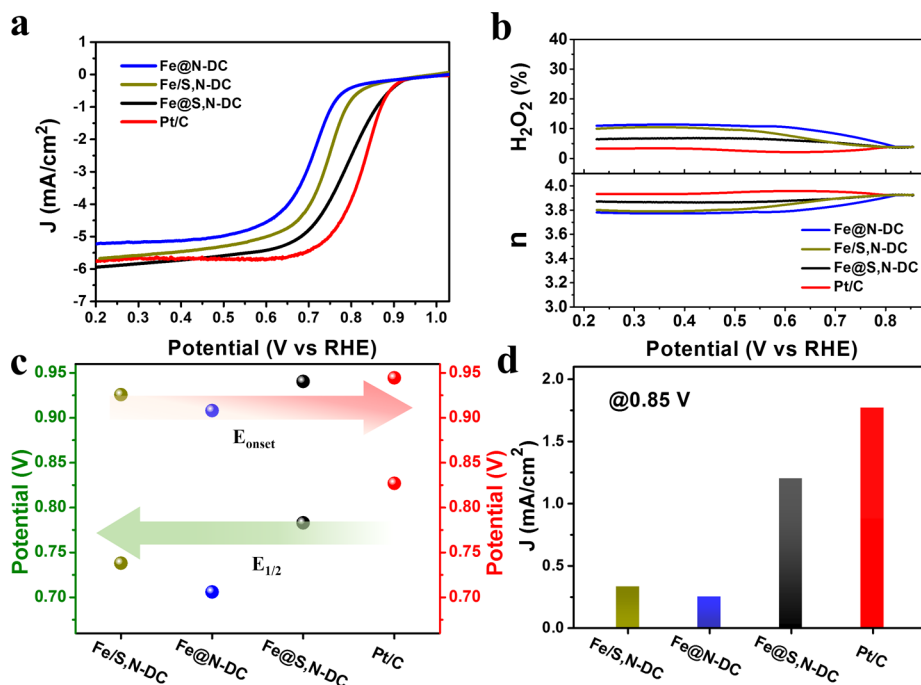 a
1
0
-1
-2
-3
-4
-5
-6
-7
J (mA/cm²)
Fe@N-DC
Fe/S,N-DC
Fe@S,N-DC
Pt/C
0.2 0.3 0.4 0.5 0.6 0.7 0.8 0.9 1.0
Potential (V vs RHE)
b
40
30
20
10
0
H₂O₂ (%)
4.0
3.8
3.6
3.4
3.2
3.0
n
Fe@N-DC
Fe/S,N-DC
Fe@S,N-DC
Pt/C
0.2 0.3 0.4 0.5 0.6 0.7 0.8
Potential (V vs RHE)
c
0.95
0.90
0.85
0.80
0.75
0.70
Potential (V)
Eonset
E1/2
0.95
0.90
0.85
0.80
0.75
0.70
Potential (V)
Fe/S,N-DC
Fe@N-DC
Fe@S,N-DC
Pt/C
d
2.0
1.5
1.0
0.5
0.0
J (mA/cm²)
@0.85 V
Fe/S,N-DC
Fe@N-DC
Fe@S,N-DC
Pt/C